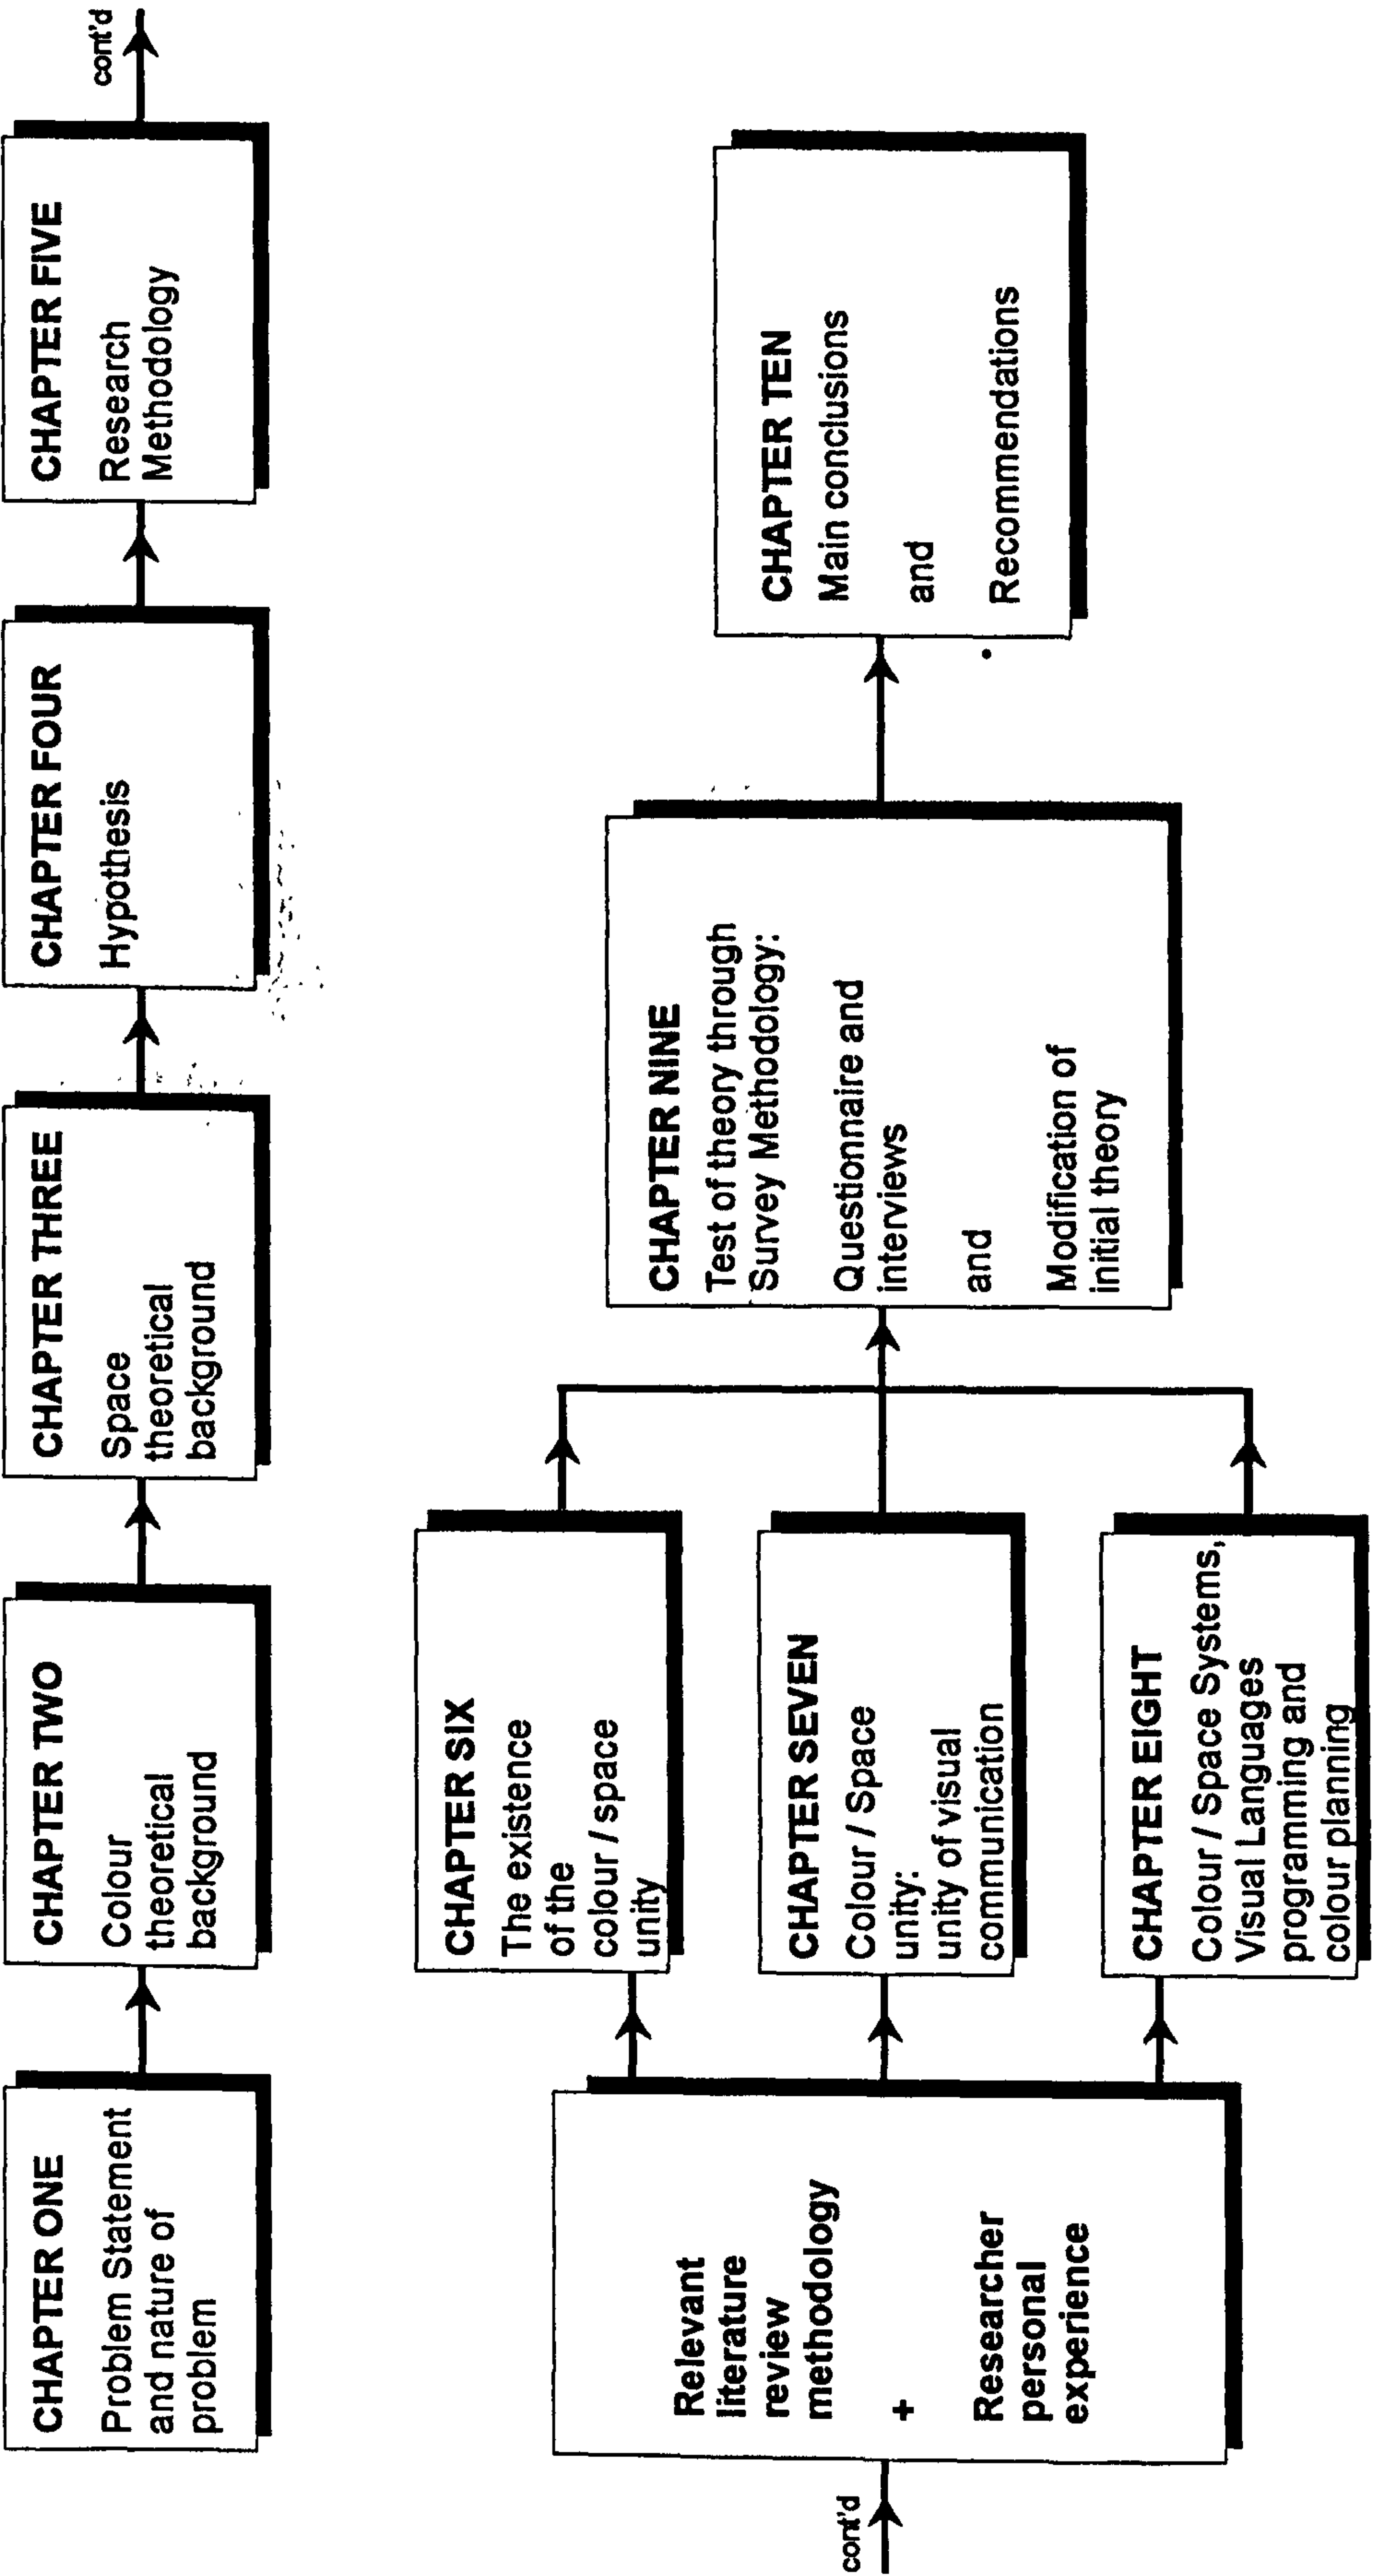 CHAPTER ONE
Problem Statement
and nature of
problem
CHAPTER TWO
Colour
theoretical
background
CHAPTER THREE
Space
theoretical
background
CHAPTER FOUR
Hypothesis
CHAPTER FIVE
Research
Methodology
cont'd
cont'd
Relevant
literature
review
methodology
+
Researcher
personal
experience
CHAPTER SIX
The existence
of the
colour / space
unity
CHAPTER SEVEN
Colour / Space
unity:
unity of visual
communication
CHAPTER EIGHT
Colour / Space Systems,
Visual Languages
programming and
colour planning
CHAPTER NINE
Test of theory through
Survey Methodology:
Questionnaire and
interviews
and
Modification of
initial theory
CHAPTER TEN
Main conclusions
and
Recommendations